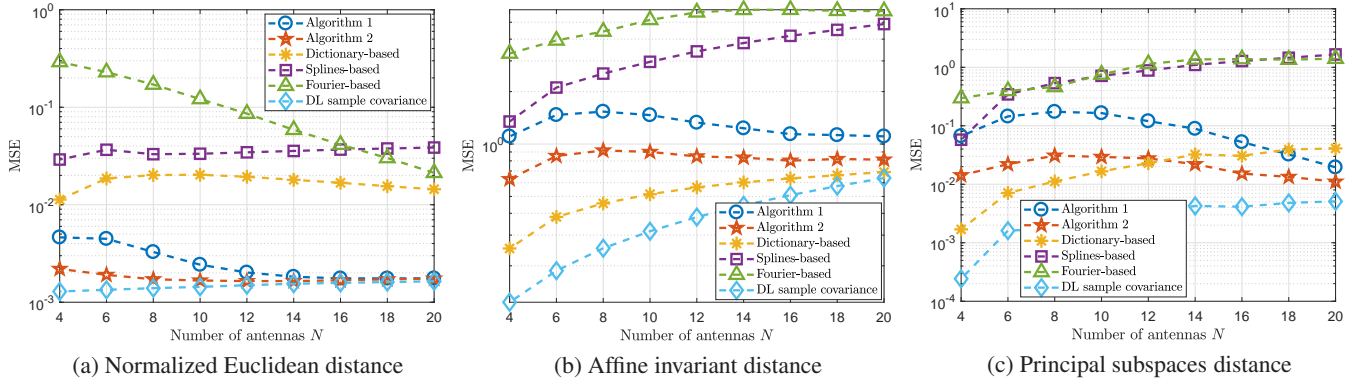 10^0
10^-1
10^-2
10^-3
MSE
4 6 8 10 12 14 16 18 20
Number of antennas N
Algorithm 1
Algorithm 2
Dictionary-based
Splines-based
Fourier-based
DL sample covariance
(a) Normalized Euclidean distance
10^0
MSE
4 6 8 10 12 14 16 18 20
Number of antennas N
Algorithm 1
Algorithm 2
Dictionary-based
Splines-based
Fourier-based
DL sample covariance
(b) Affine invariant distance
10^1
10^0
10^-1
10^-2
10^-3
10^-4
MSE
4 6 8 10 12 14 16 18 20
Number of antennas N
Algorithm 1
Algorithm 2
Dictionary-based
Splines-based
Fourier-based
DL sample covariance
(c) Principal subspaces distance